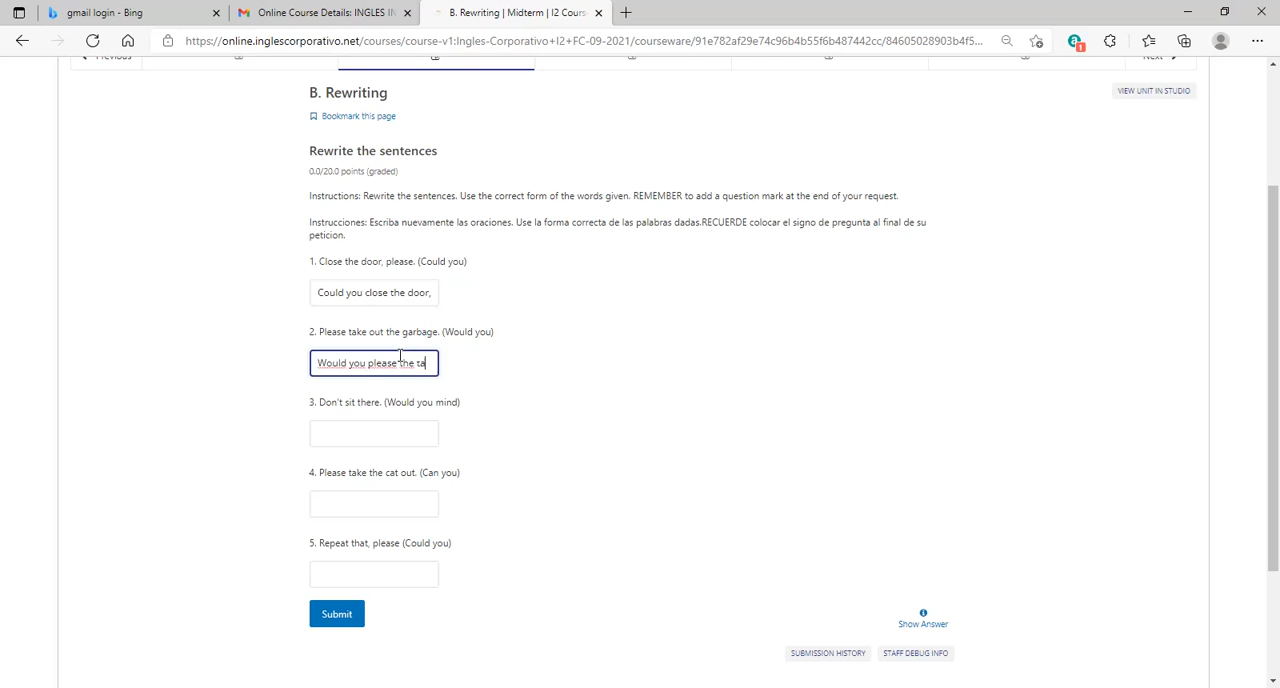 gmail login - Bing
Online Course Details: INGLES IN
B. Rewriting | Midterm | I2 Cours
https://online.inglescorporativo.net/courses/course-v1:Ingles-Corporativo+I2+FC-09-2021/courseware/91e782af29e74c96b4b55f6b487442cc/84605028903b4f5...
1
Previous
Next
B. Rewriting
VIEW UNIT IN STUDIO
Bookmark this page
Rewrite the sentences
0.0/20.0 points (graded)
Instructions: Rewrite the sentences. Use the correct form of the words given. REMEMBER to add a question mark at the end of your request.
Instrucciones: Escriba nuevamente las oraciones. Use la forma correcta de las palabras dadas.RECUERDE colocar el signo de pregunta al final de su
peticion.
1. Close the door, please. (Could you)
Could you close the door,
2. Please take out the garbage. (Would you)
Would you please the ta
3. Don't sit there. (Would you mind)
4. Please take the cat out. (Can you)
5. Repeat that, please (Could you)
Submit
Show Answer
SUBMISSION HISTORY
STAFF DEBUG INFO